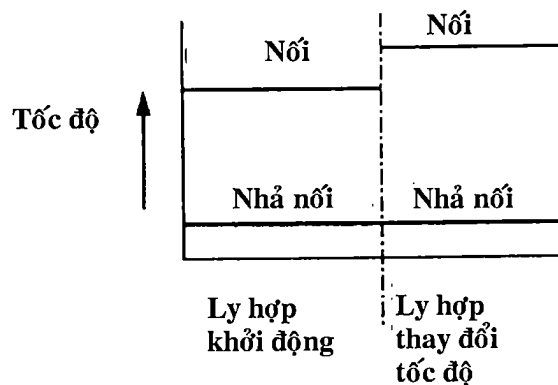 Nối
Nối
Tốc độ
Nhả nối
Nhả nối
Ly hợp
khởi động
Ly hợp
thay đổi
tốc độ